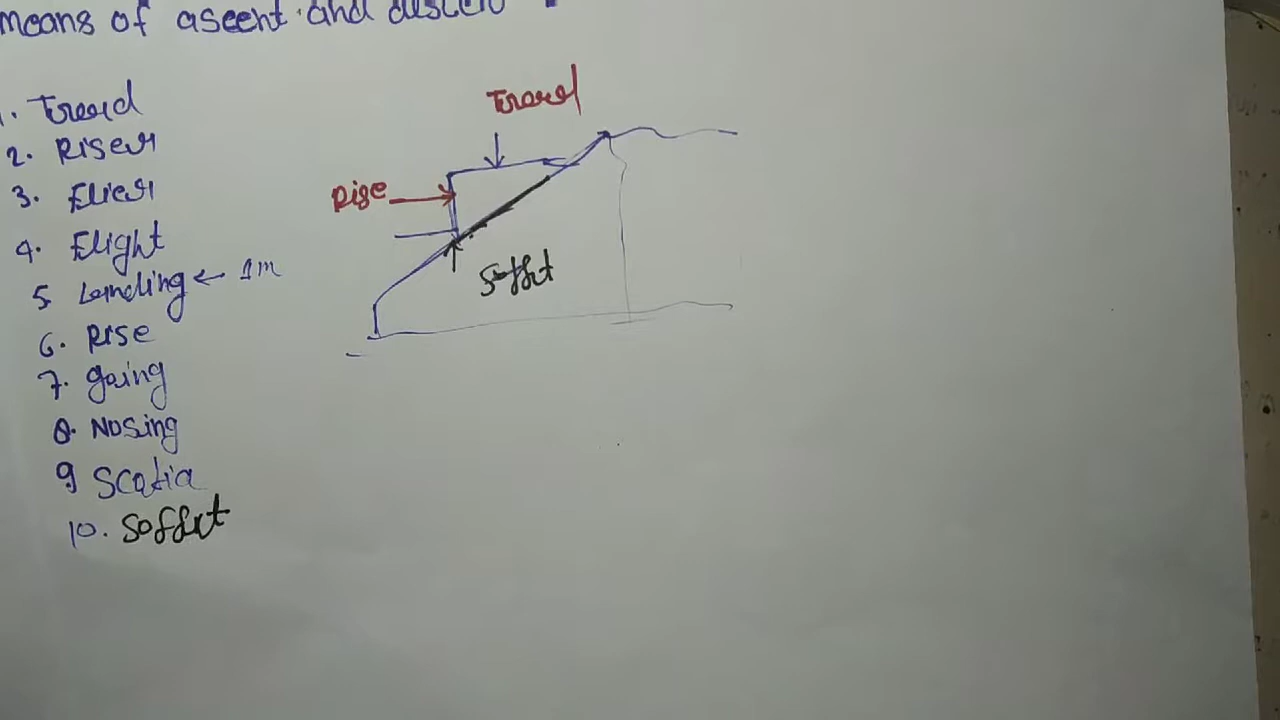 means of ascent and descen
1. Tread
2. Riser
3. Flier
4. Flight
5 Landing ← 1m
6. Rise
7. going
8. Nosing
9 Scotia
10. Soffit
Tread
Rise
Soffit